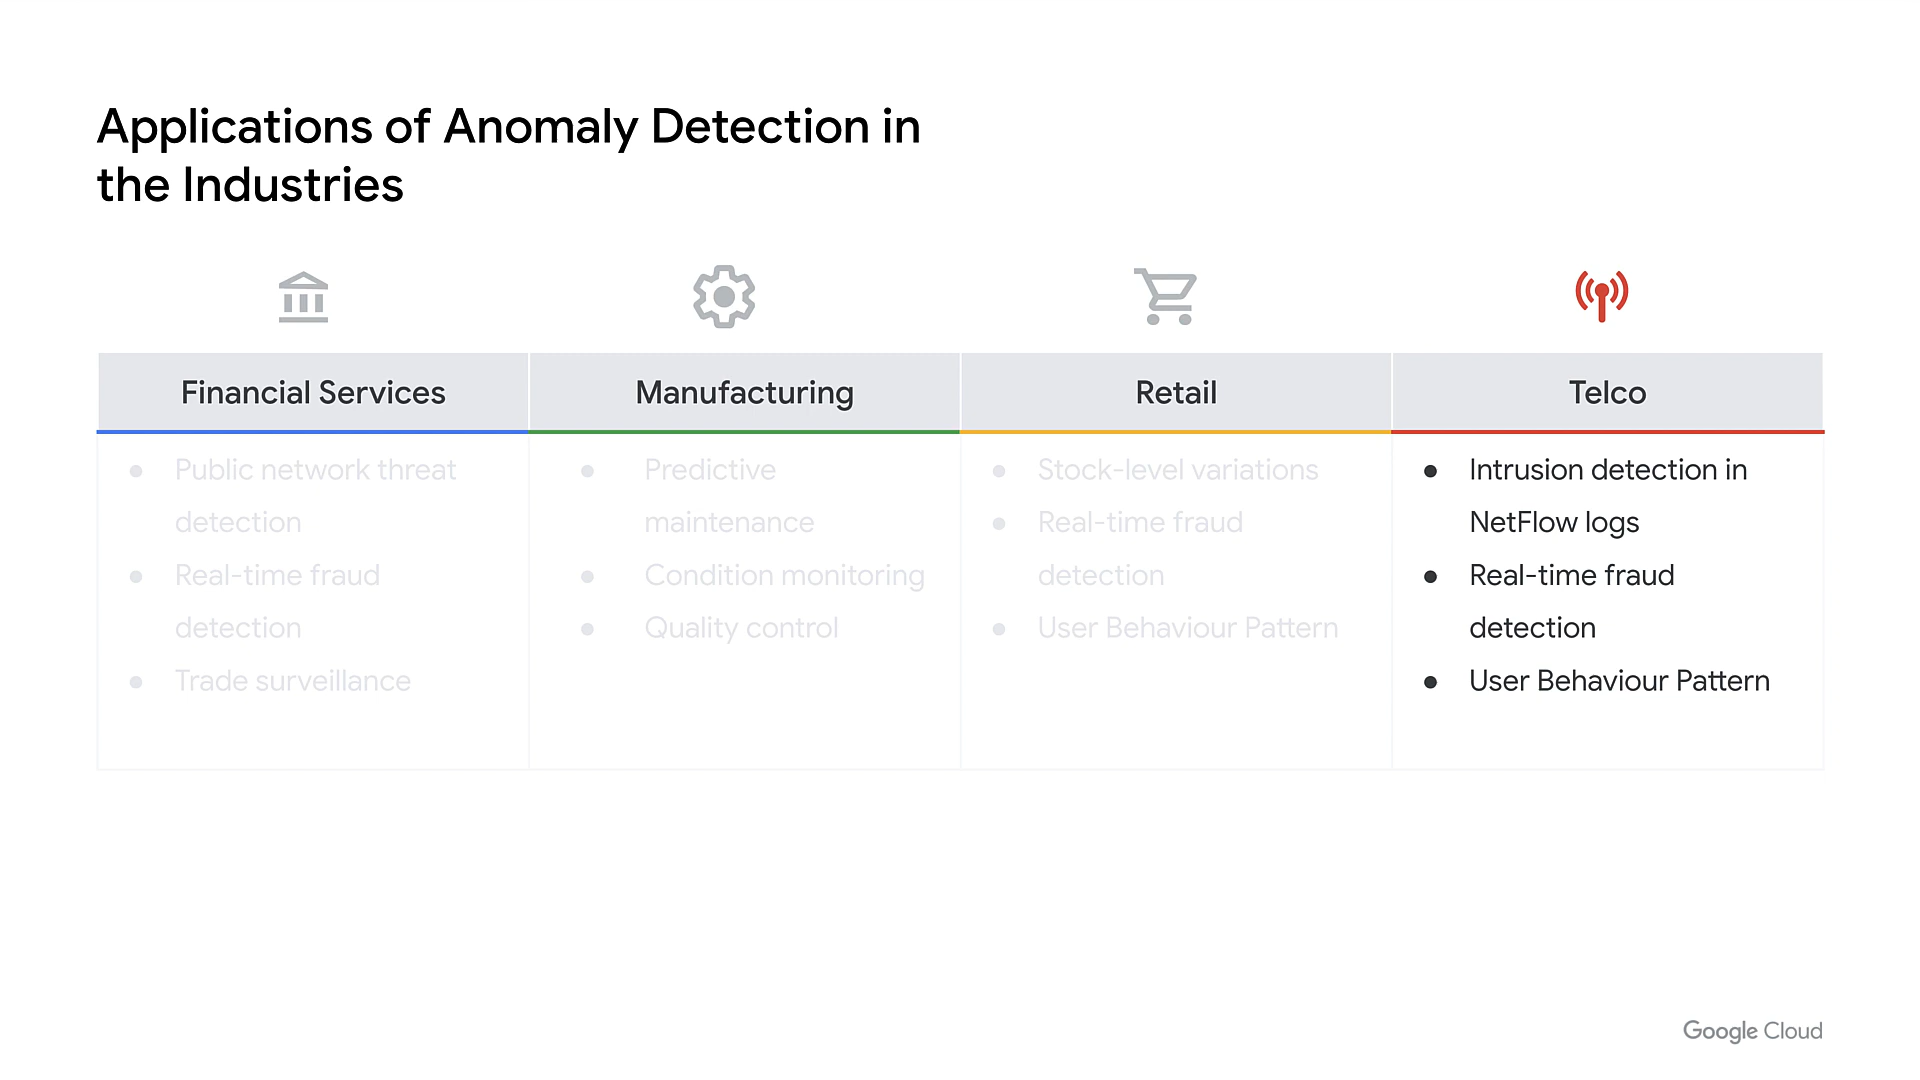 Applications of Anomaly Detection in
the Industries
Financial Services
Manufacturing
Retail
Telco
Public network threat
detection
Real-time fraud
detection
Trade surveillance
Predictive
maintenance
Condition monitoring
Quality control
Stock-level variations
Real-time fraud
detection
User Behaviour Pattern
Intrusion detection in
NetFlow logs
Real-time fraud
detection
User Behaviour Pattern
Google Cloud